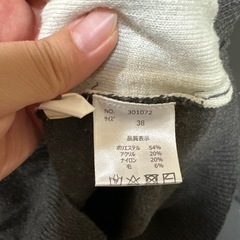 NO. 301072
サイズ 38
品質表示
ポリエステル 54%
アクリル 20%
ナイロン 20%
毛 6%